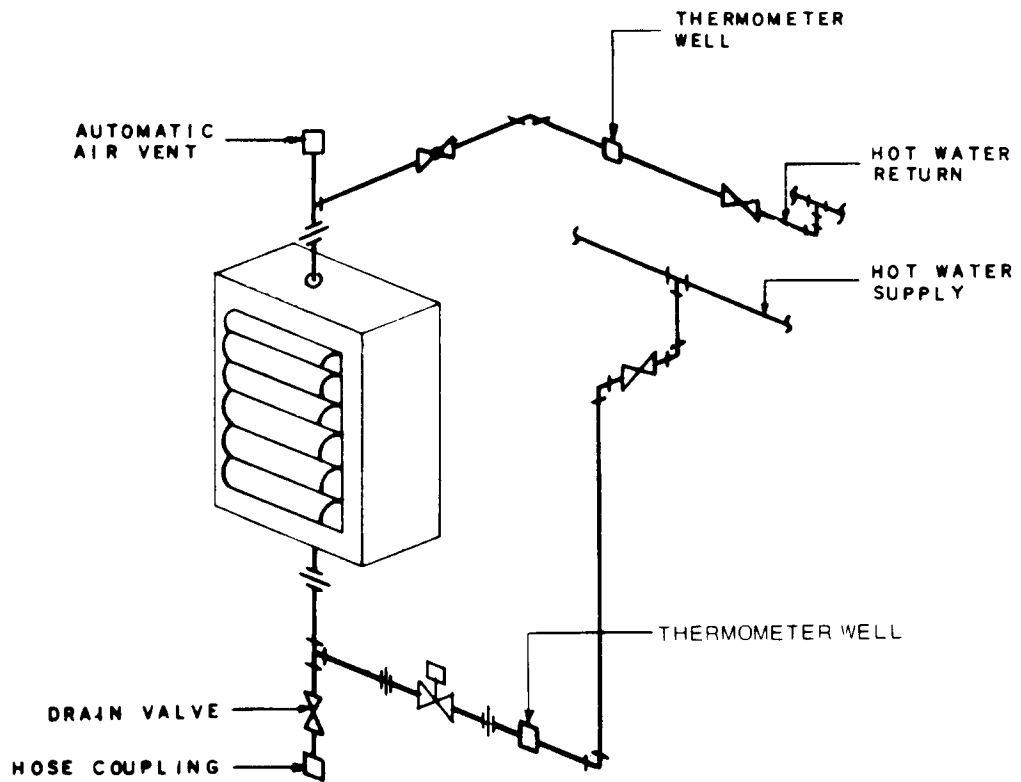 THERMOMETER
WELL
AUTOMATIC
AIR VENT
HOT WATER
RETURN
HOT WATER
SUPPLY
THERMOMETER WELL
DRAIN VALVE
HOSE COUPLING